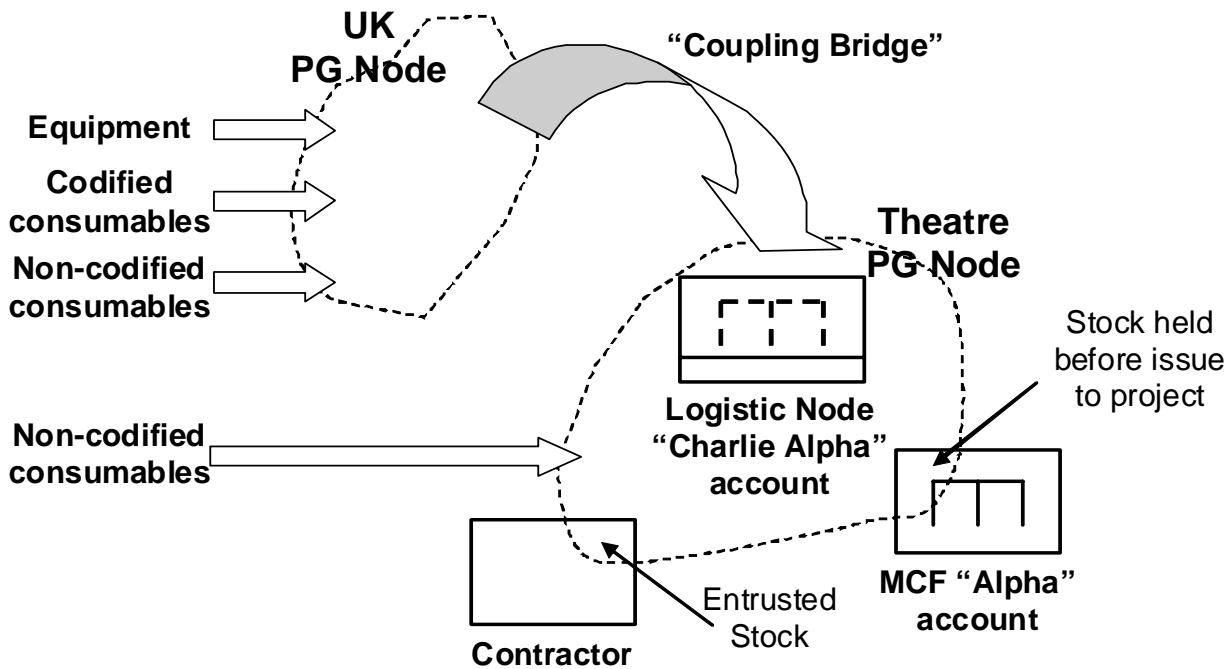 UK
PG Node
“Coupling Bridge”
Equipment
Codified
consumables
Non-codified
consumables
Theatre
PG Node
Stock held
before issue
to project
Logistic Node
“Charlie Alpha”
account
Non-codified
consumables
MCF “Alpha”
account
Entrusted
Stock
Contractor